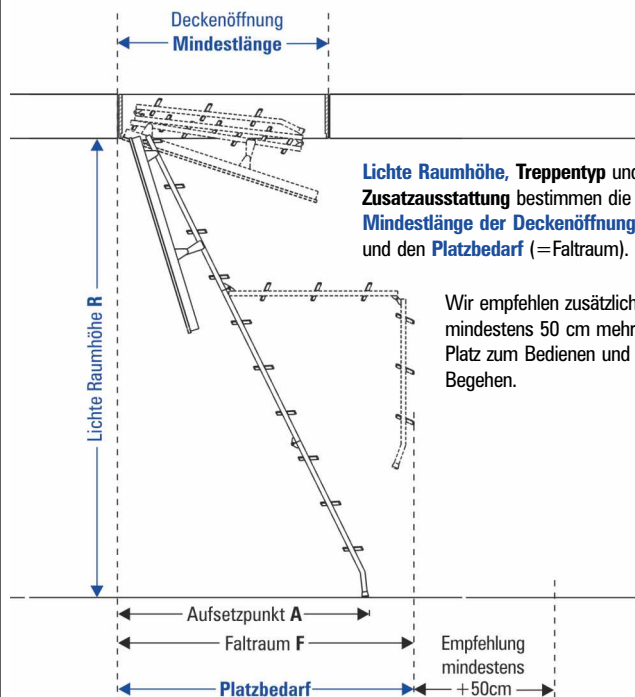 Deckenöffnung
Mindestlänge
Lichte Raumhöhe, Treppentyp und
Zusatzausstattung bestimmen die
Mindestlänge der Deckenöffnung
und den Platzbedarf (=Faltraum).
Wir empfehlen zusätzlich
mindestens 50 cm mehr
Platz zum Bedienen und
Begehen.
Lichte Raumhöhe R
Aufsetzpunkt A
Faltraum F
Platzbedarf
Empfehlung
mindestens
+50cm